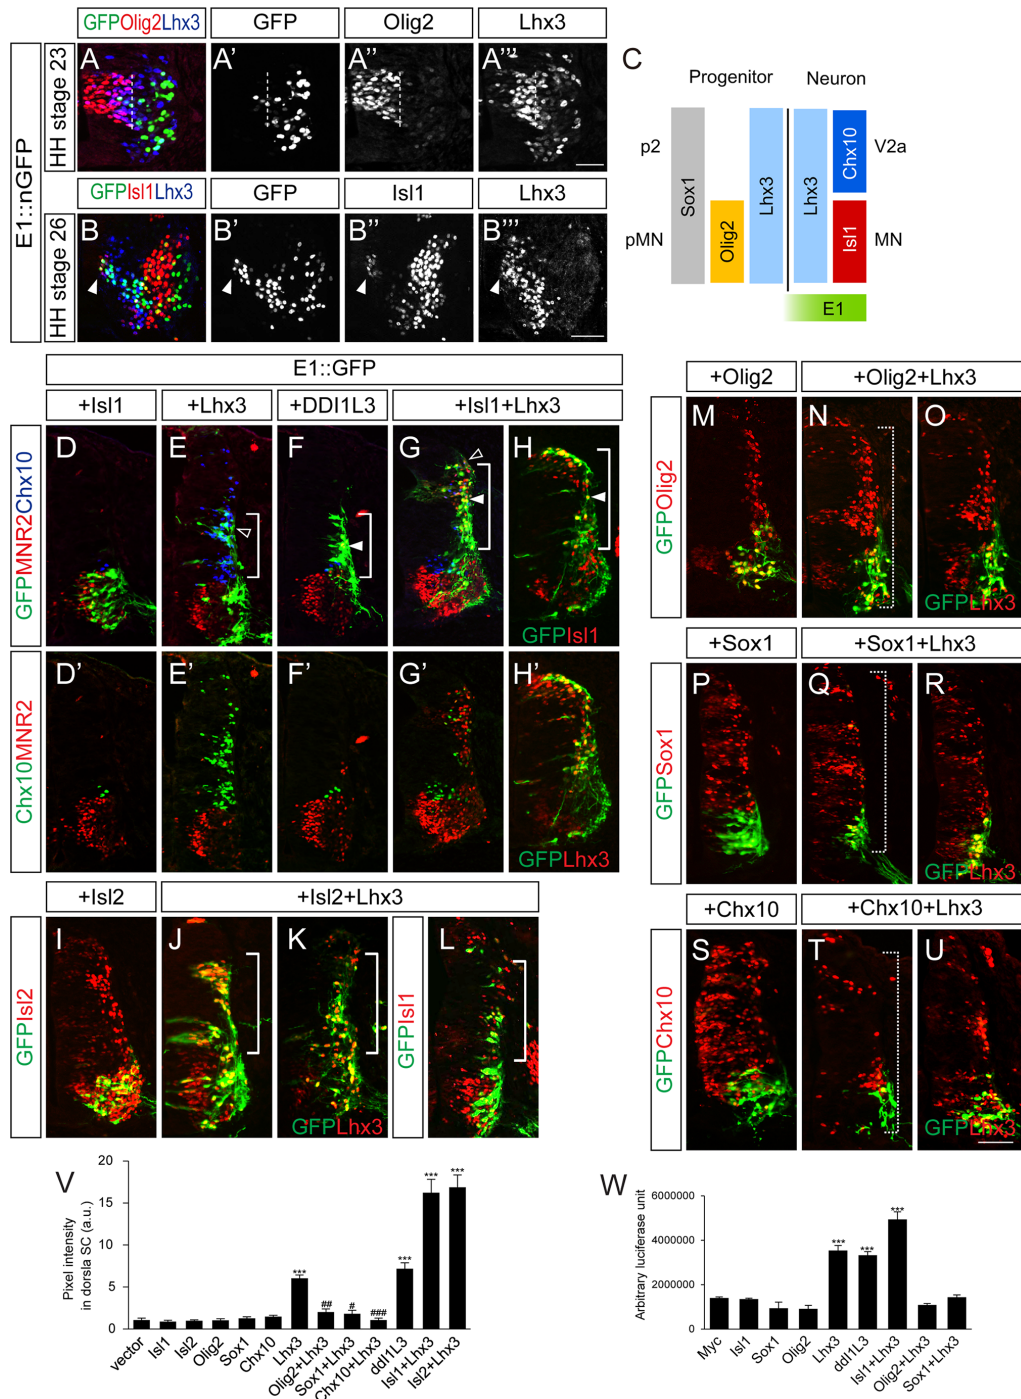 GFPOlig2Lhx3
GFP
Olig2
Lhx3
E1::nGFP
HH stage 23
A
A'
A''
A'''
GFPIsl1Lhx3
GFP
Isl1
Lhx3
HH stage 26
B
B'
B''
B'''
C
Progenitor
Neuron
p2
pMN
Sox1
Olig2
Lhx3
Lhx3
Chx10
Isl1
V2a
MN
E1
E1::GFP
+Isl1
+Lhx3
+DDI1L3
+Isl1+Lhx3
GFPMNR2Chx10
D
E
F
G
H
GFPIsl1
Chx10MNR2
D'
E'
F'
G'
H'
GFPLhx3
+Isl2
+Isl2+Lhx3
GFPIsl2
I
J
K
GFPLhx3
GFPIsl1
L
+Olig2
+Olig2+Lhx3
GFPOlig2
M
N
O
GFPLhx3
+Sox1
+Sox1+Lhx3
GFPSox1
P
Q
R
GFPLhx3
+Chx10
+Chx10+Lhx3
GFPChx10
S
T
U
GFPLhx3
V
Pixel intensity
in dorsla SC (a.u.)
20
15
10
5
0
***
##
#
###
***
***
***
vector
Isl1
Isl2
Olig2
Sox1
Chx10
Lhx3
Olig2+Lhx3
Sox1+Lhx3
Chx10+Lhx3
ddI1L3
Isl1+Lhx3
Isl2+Lhx3
W
Arbitrary luciferase unit
6000000
4000000
2000000
0
***
***
***
Myc
Isl1
Sox1
Olig2
Lhx3
ddI1L3
Isl1+Lhx3
Olig2+Lhx3
Sox1+Lhx3